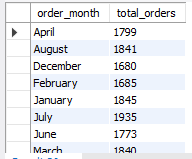 order_month total_orders
April 1799
August 1841
December 1680
February 1685
January 1845
July 1935
June 1773
March 1840